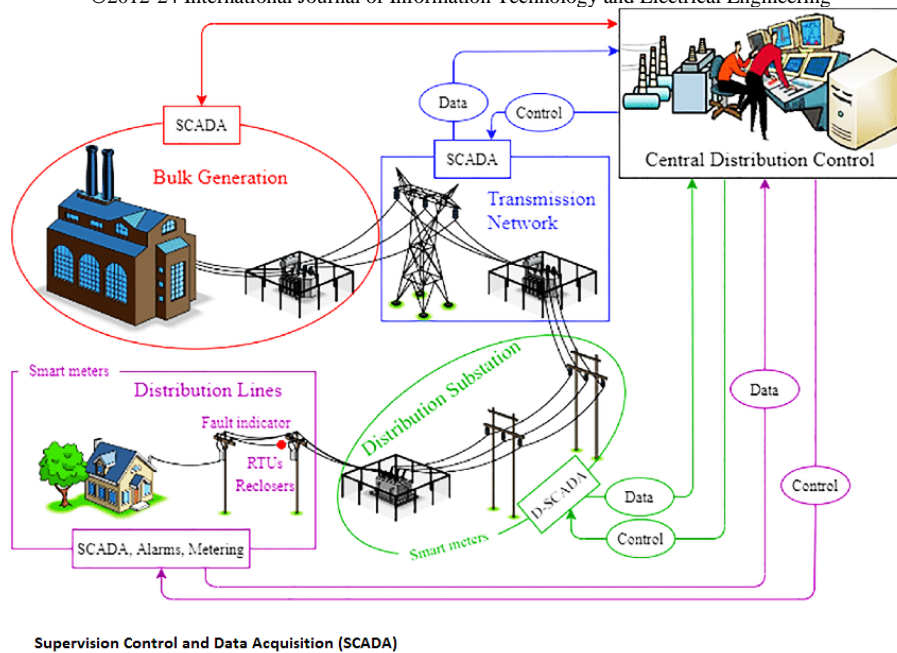 ©2012-24 International Journal of Information Technology and Electrical Engineering
SCADA
Data
Control
Central Distribution Control
SCADA
Bulk Generation
Transmission
Network
Smart meters
Distribution Lines
Fault indicator
RTUs
Reclosers
SCADA, Alarms, Metering
Distribution Substation
D-SCADA
Smart meters
Data
Control
Data
Control
Supervision Control and Data Acquisition (SCADA)